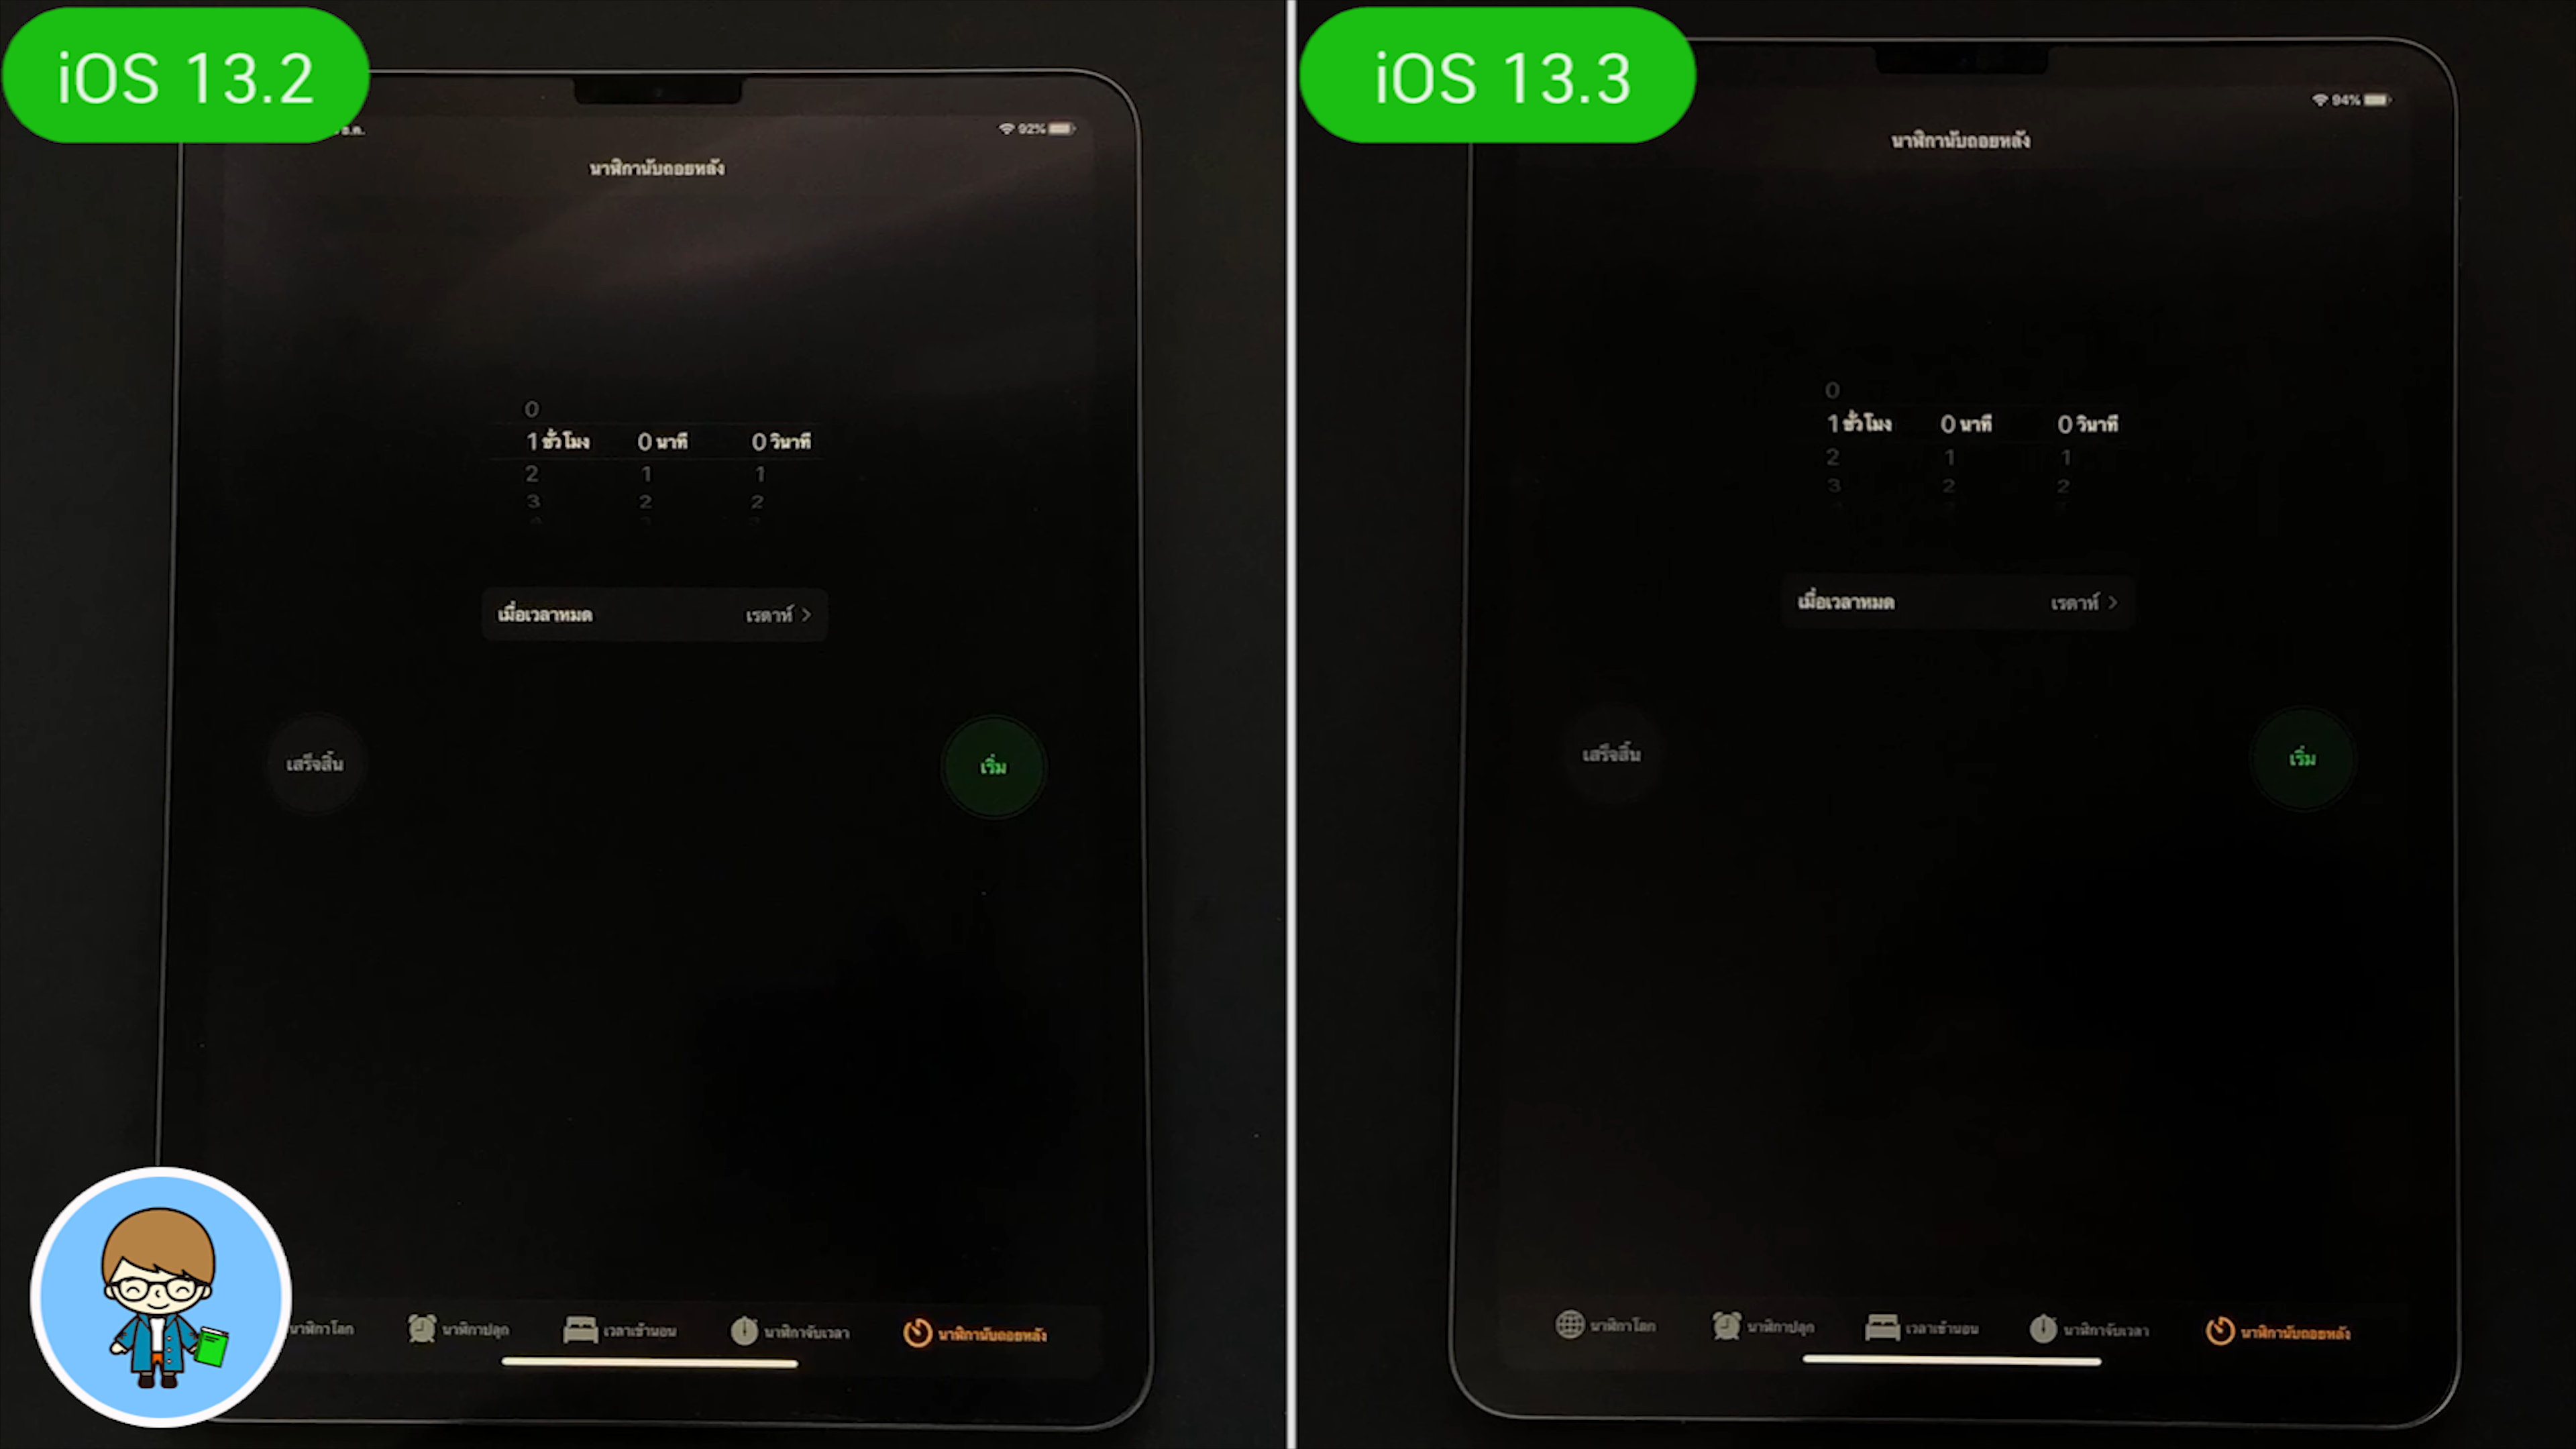 iOS 13.2
92%
นาฬิกานับถอยหลัง
0
1 ชั่วโมง 0 นาที 0 วินาที
2 1 1
3 2 2
เมื่อเวลาหมด เรดาห์
เสร็จสิ้น เริ่ม
นาฬิกาโลก นาฬิกาปลุก เวลาเข้านอน นาฬิกาจับเวลา นาฬิกานับถอยหลัง
iOS 13.3
94%
นาฬิกานับถอยหลัง
0
1 ชั่วโมง 0 นาที 0 วินาที
2 1 1
3 2 2
เมื่อเวลาหมด เรดาห์
เสร็จสิ้น เริ่ม
นาฬิกาโลก นาฬิกาปลุก เวลาเข้านอน นาฬิกาจับเวลา นาฬิกานับถอยหลัง